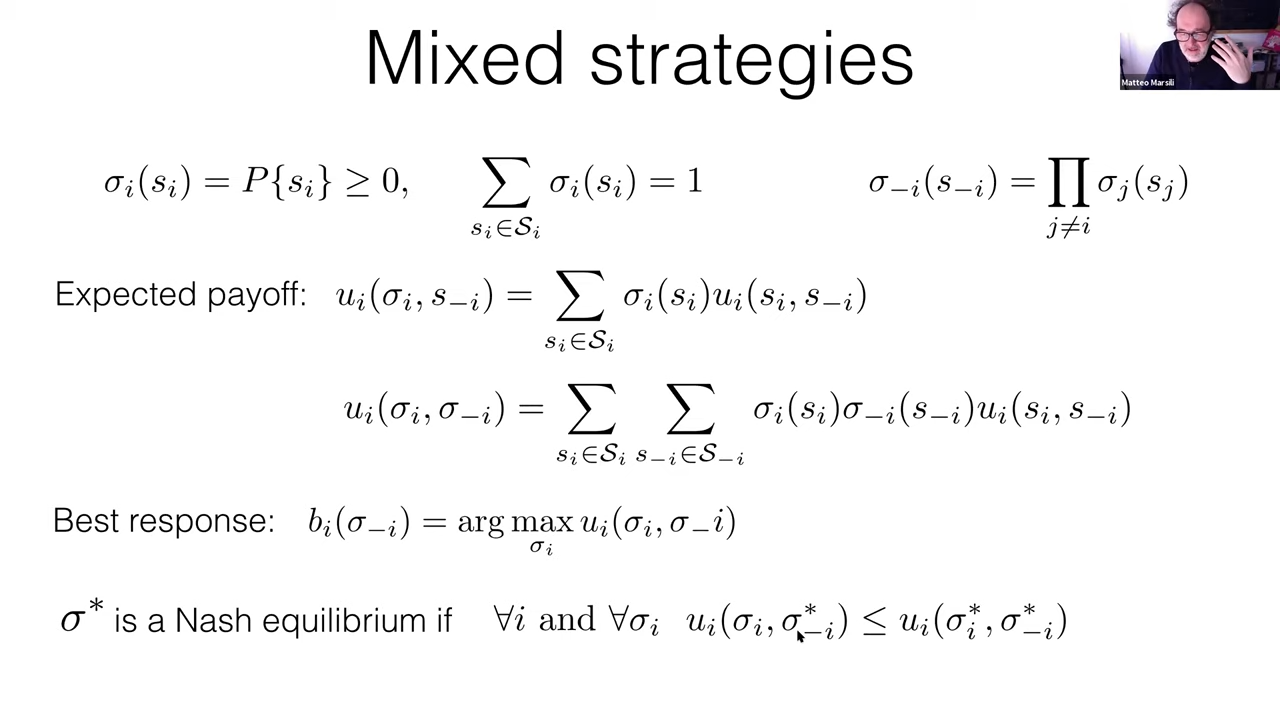 Mixed strategies
Matteo Marsili
σ_i(s_i) = P{s_i} ≥ 0, ∑_{s_i∈𝒮_i} σ_i(s_i) = 1 σ_{−i}(s_{−i}) = ∏_{j≠i} σ_j(s_j)
Expected payoff: u_i(σ_i, s_{−i}) = ∑_{s_i∈𝒮_i} σ_i(s_i)u_i(s_i, s_{−i})
u_i(σ_i, σ_{−i}) = ∑_{s_i∈𝒮_i} ∑_{s_{−i}∈𝒮_{−i}} σ_i(s_i)σ_{−i}(s_{−i})u_i(s_i, s_{−i})
Best response: b_i(σ_{−i}) = arg max_{σ_i} u_i(σ_i, σ_−i)
σ* is a Nash equilibrium if ∀i and ∀σ_i u_i(σ_i, σ*_{−i}) ≤ u_i(σ*_i, σ*_{−i})